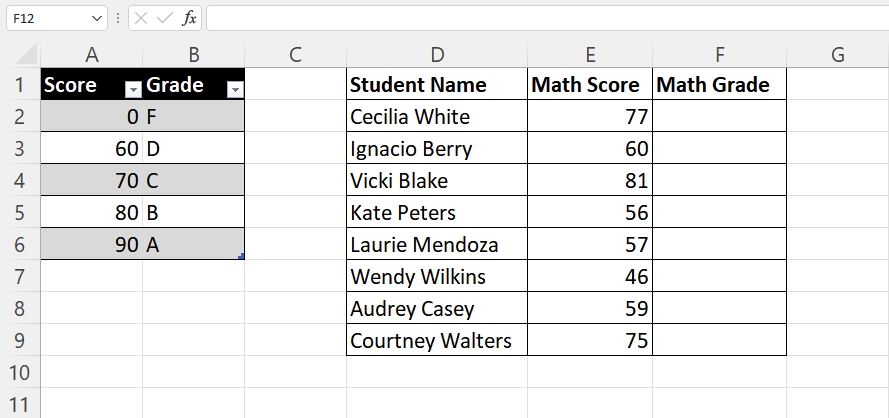 F12 fx
A B C D E F G
1 Score Grade Student Name Math Score Math Grade
2 0 F Cecilia White 77
3 60 D Ignacio Berry 60
4 70 C Vicki Blake 81
5 80 B Kate Peters 56
6 90 A Laurie Mendoza 57
7 Wendy Wilkins 46
8 Audrey Casey 59
9 Courtney Walters 75
10
11